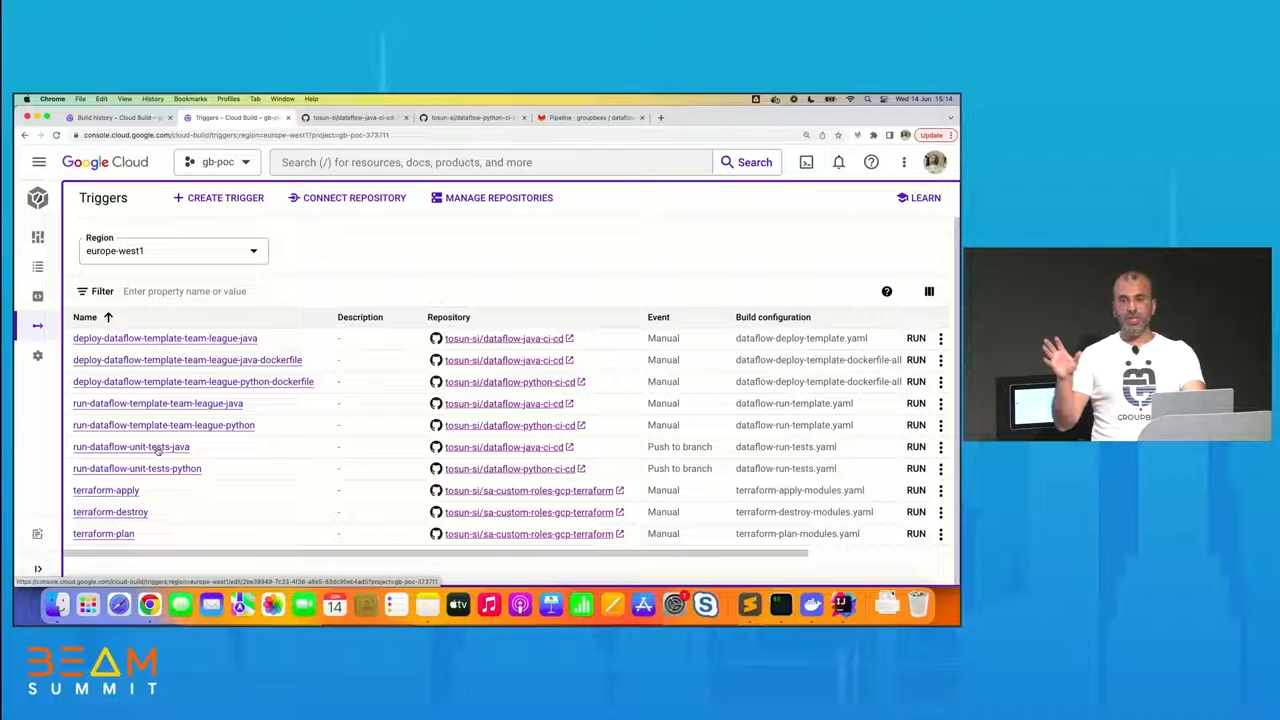 Chrome File Edit View History Bookmarks Profiles Tab Window Help Wed 14 Jun 15:14
Build history – Cloud Build – g Triggers – Cloud Build – gb-po tosun-si/dataflow-java-ci-cd: tosun-si/dataflow-python-ci-c Pipeline · groupbees / dataflow
console.cloud.google.com/cloud-build/triggers;region=europe-west1?project=gb-poc-373711 Update
Google Cloud gb-poc Search (/) for resources, docs, products, and more Search
Triggers CREATE TRIGGER CONNECT REPOSITORY MANAGE REPOSITORIES LEARN
Region
europe-west1
Filter Enter property name or value
Name Description Repository Event Build configuration
deploy-dataflow-template-team-league-java - tosun-si/dataflow-java-ci-cd Manual dataflow-deploy-template.yaml RUN
deploy-dataflow-template-team-league-java-dockerfile - tosun-si/dataflow-java-ci-cd Manual dataflow-deploy-template-dockerfile-all RUN
deploy-dataflow-template-team-league-python-dockerfile - tosun-si/dataflow-python-ci-cd Manual dataflow-deploy-template-dockerfile-all RUN
run-dataflow-template-team-league-java - tosun-si/dataflow-java-ci-cd Manual dataflow-run-template.yaml RUN
run-dataflow-template-team-league-python - tosun-si/dataflow-java-ci-cd Manual dataflow-run-template.yaml RUN
run-dataflow-unit-tests-java - tosun-si/dataflow-java-ci-cd Push to branch dataflow-run-tests.yaml RUN
run-dataflow-unit-tests-python - tosun-si/dataflow-python-ci-cd Push to branch dataflow-run-tests.yaml RUN
terraform-apply - tosun-si/sa-custom-roles-gcp-terraform Manual terraform-apply-modules.yaml RUN
terraform-destroy - tosun-si/sa-custom-roles-gcp-terraform Manual terraform-destroy-modules.yaml RUN
terraform-plan - tosun-si/sa-custom-roles-gcp-terraform Manual terraform-plan-modules.yaml RUN
JUN
14
tv
GROUPB
BEAM
SUMMIT